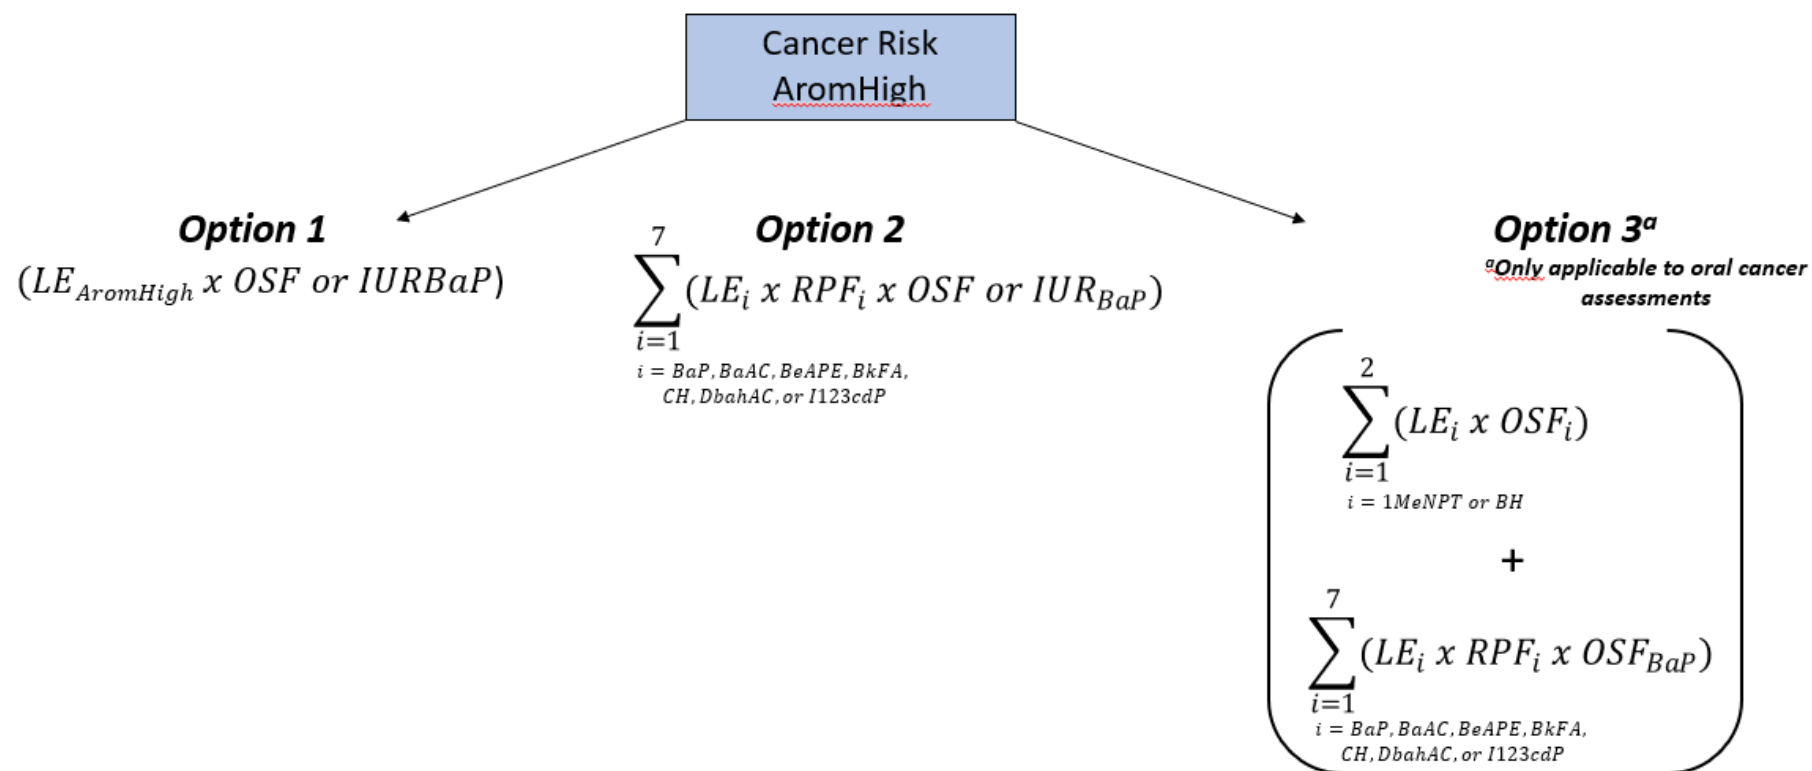 Cancer Risk
AromHigh
Option 1
(LE_AromHigh x OSF or IURBaP)
Option 2
7
∑(LE_i x RPF_i x OSF or IUR_BaP)
i=1
i = BaP, BaAC, BeAPE, BkFA,
CH, DbahAC, or I123cdP
Option 3ᵃ
ᵃOnly applicable to oral cancer
assessments
2
∑(LE_i x OSF_i)
i=1
i = 1MeNPT or BH
+
7
∑(LE_i x RPF_i x OSF_BaP)
i=1
i = BaP, BaAC, BeAPE, BkFA,
CH, DbahAC, or I123cdP